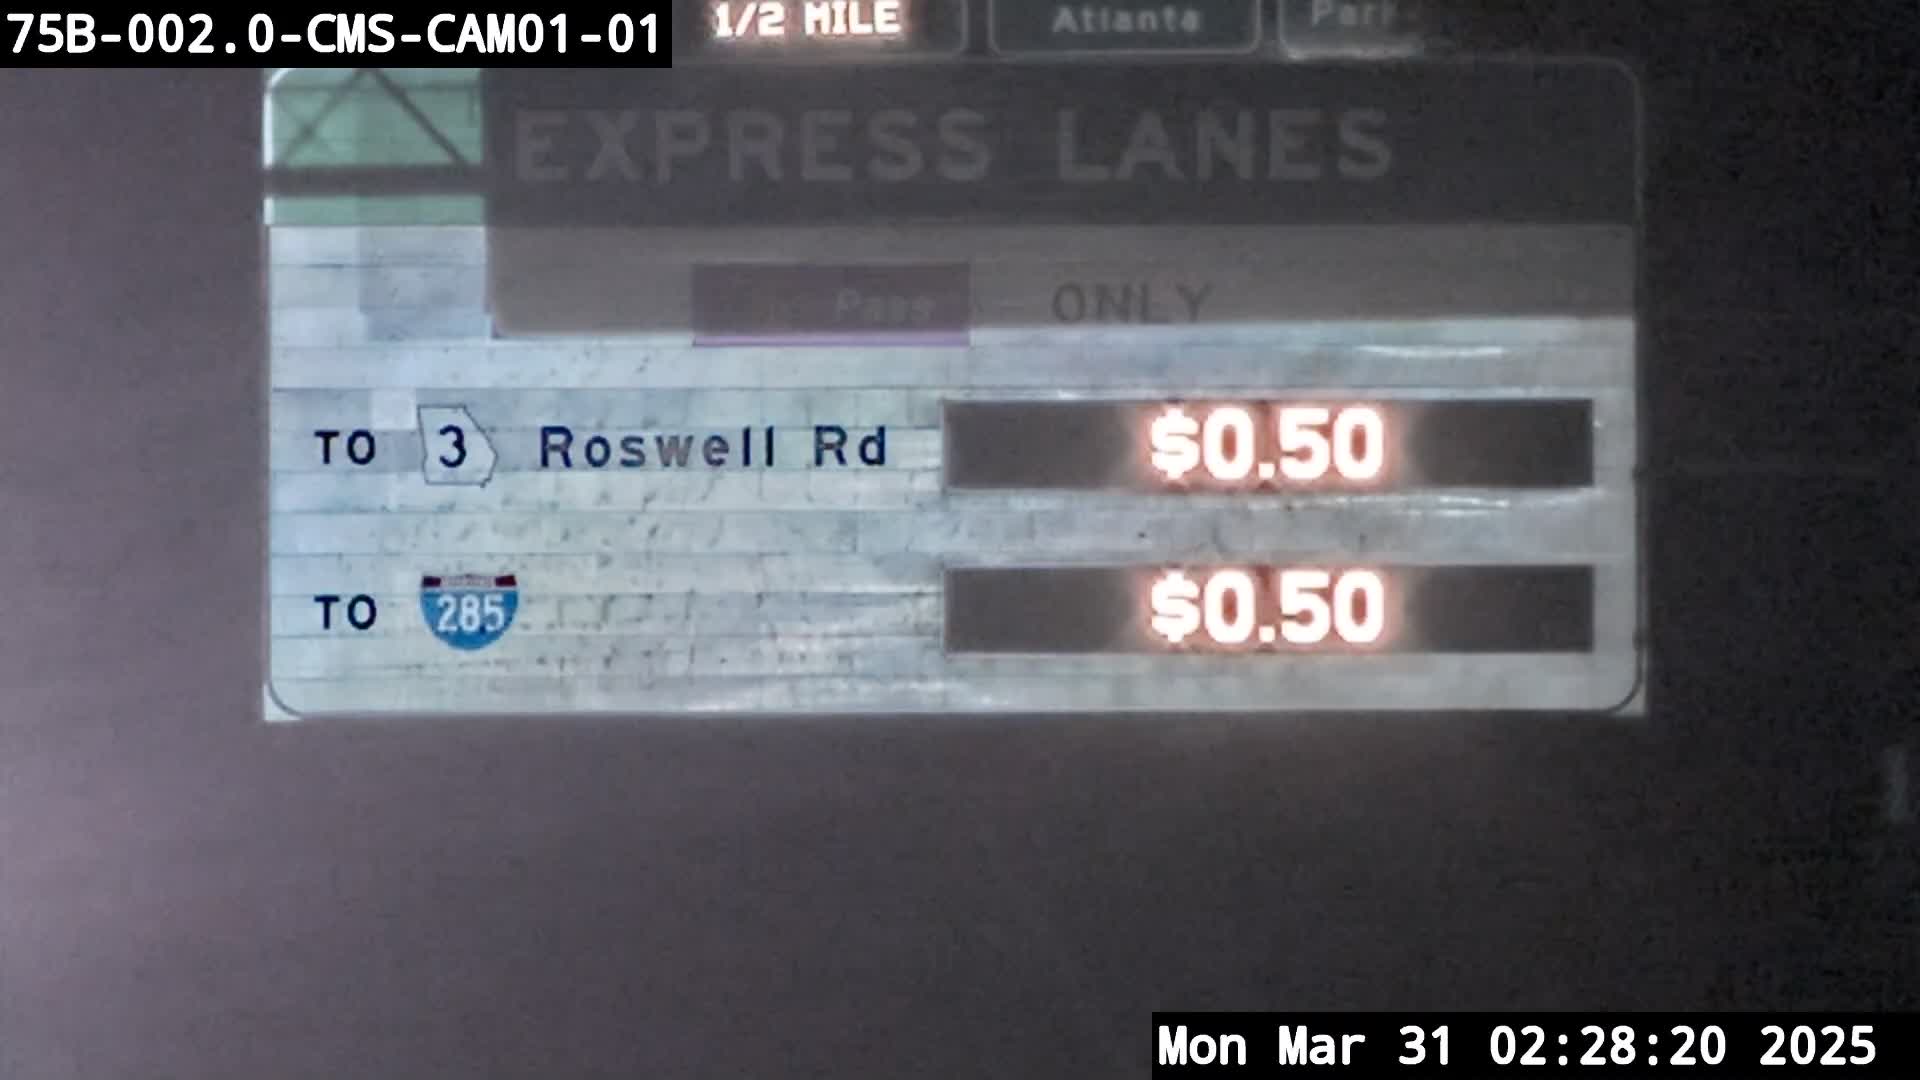 75B-002.0-CMS-CAM01-01
1/2 MILE
Atlanta
EXPRESS LANES
Pass ONLY
TO 3 Roswell Rd $0.50
TO 285 $0.50
Mon Mar 31 02:28:20 2025